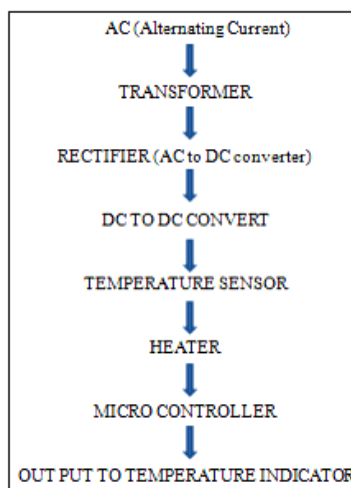 AC (Alternating Current)
TRANSFORMER
RECTIFIER (AC to DC converter)
DC TO DC CONVERT
TEMPERATURE SENSOR
HEATER
MICRO CONTROLLER
OUT PUT TO TEMPERATURE INDICATOR